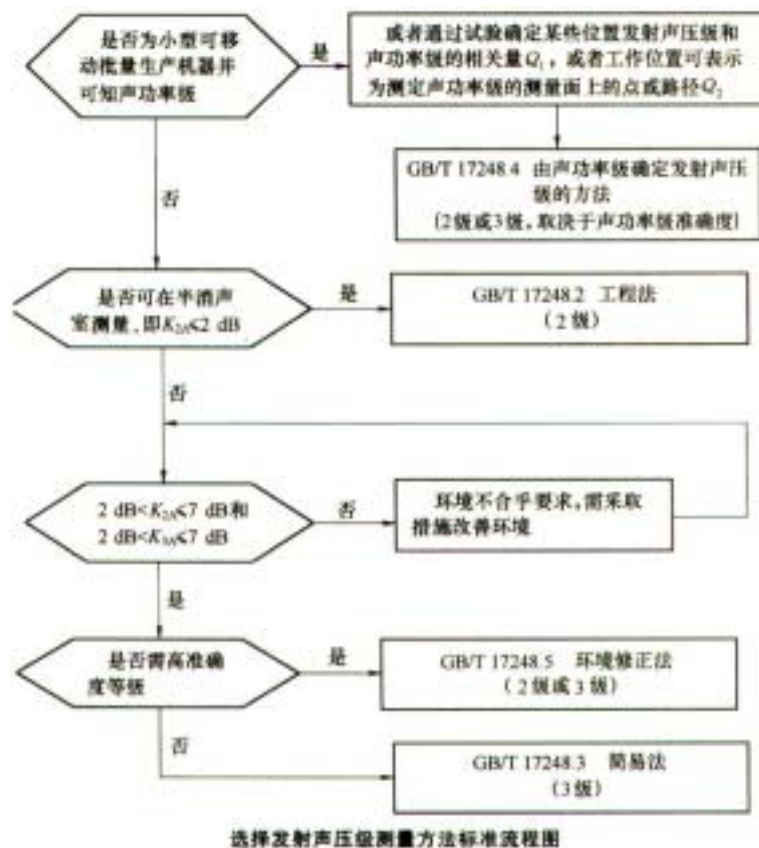 是否为小型可移
动批量生产机器并
可知声功率级
是
或者通过试验确定某些位置发射声压级和
声功率级的相关量Q₁，或者工作位置可表示
为测定声功率级的测量面上的点或路径Q₂
GB/T 17248.4 由声功率级确定发射声压
级的方法
(2级或3级，取决于声功率级准确度)
否
是否可在半消声
室测量，即K2A≤2 dB
是
GB/T 17248.2 工程法
(2级)
否
2 dB<K2A≤7 dB和
2 dB<K3A≤7 dB
否
环境不合乎要求，需采取
措施改善环境
是
是否需高准确
度等级
是
GB/T 17248.5 环境修正法
(2级或3级)
否
GB/T 17248.3 简易法
(3级)
选择发射声压级测量方法标准流程图